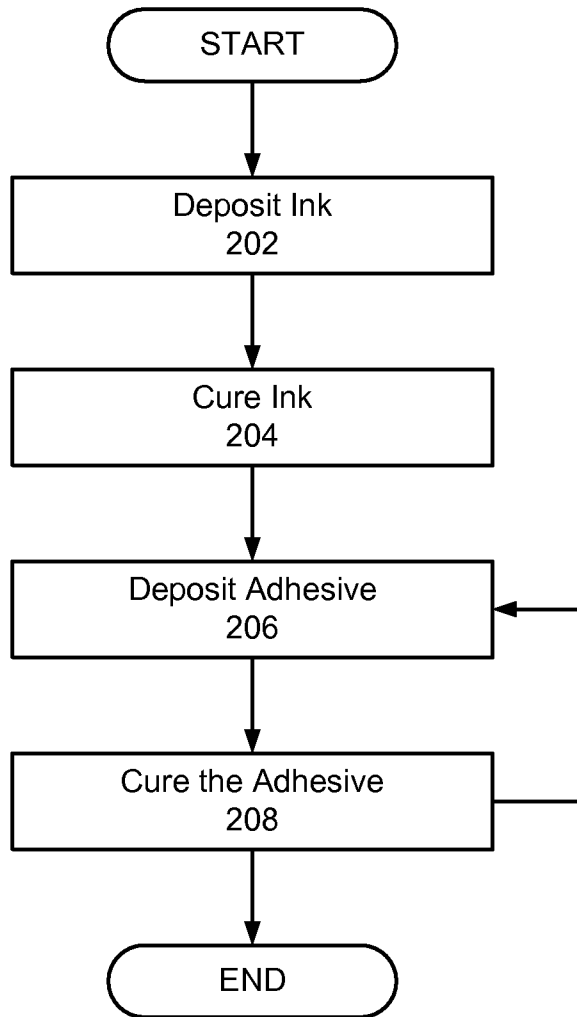 START
Deposit Ink
202
Cure Ink
204
Deposit Adhesive
206
Cure the Adhesive
208
END